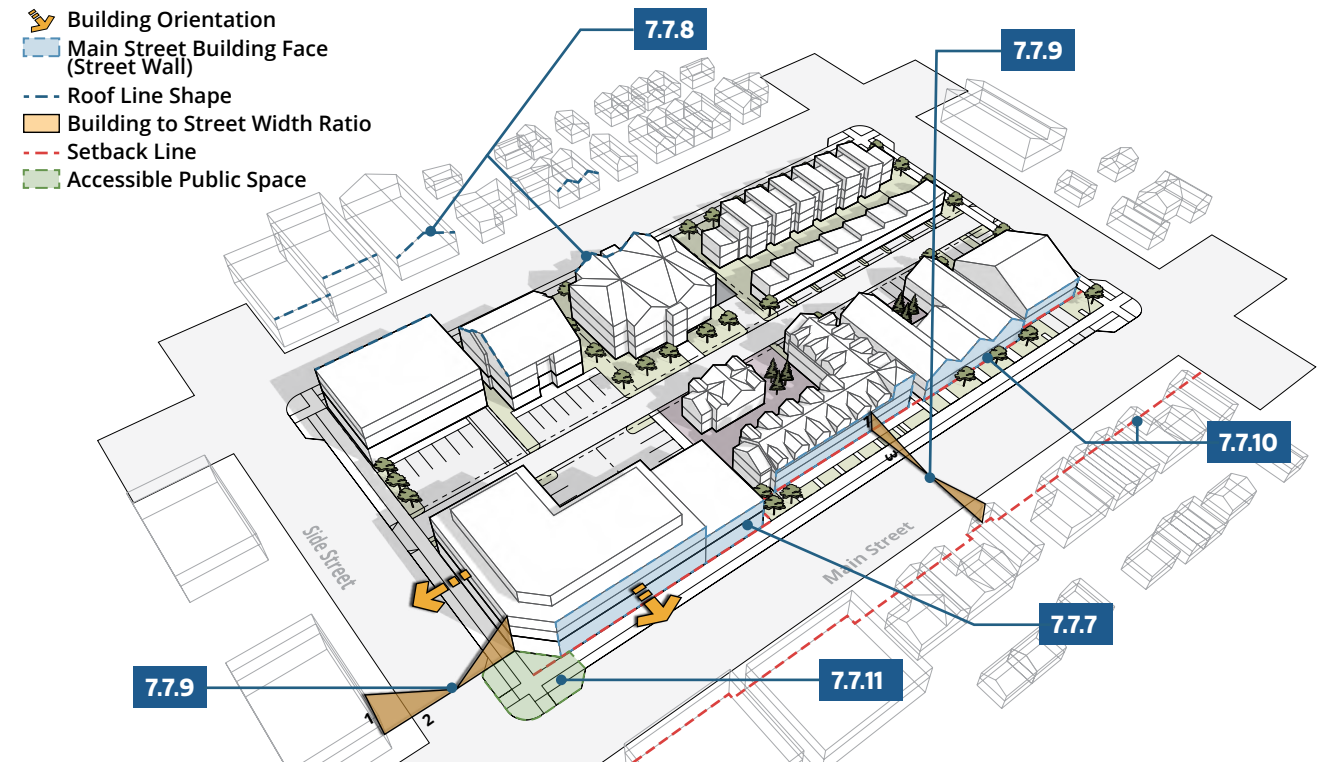 Building Orientation
Main Street Building Face
(Street Wall)
Roof Line Shape
Building to Street Width Ratio
Setback Line
Accessible Public Space
7.7.8
7.7.9
7.7.10
3
Side Street
Main Street
7.7.7
7.7.9
7.7.11
1
2